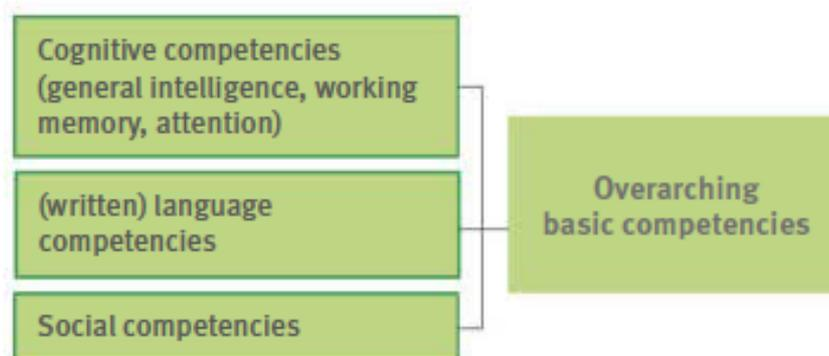 Cognitive competencies
(general intelligence, working
memory, attention)
(written) language
competencies
Social competencies
Overarching
basic competencies